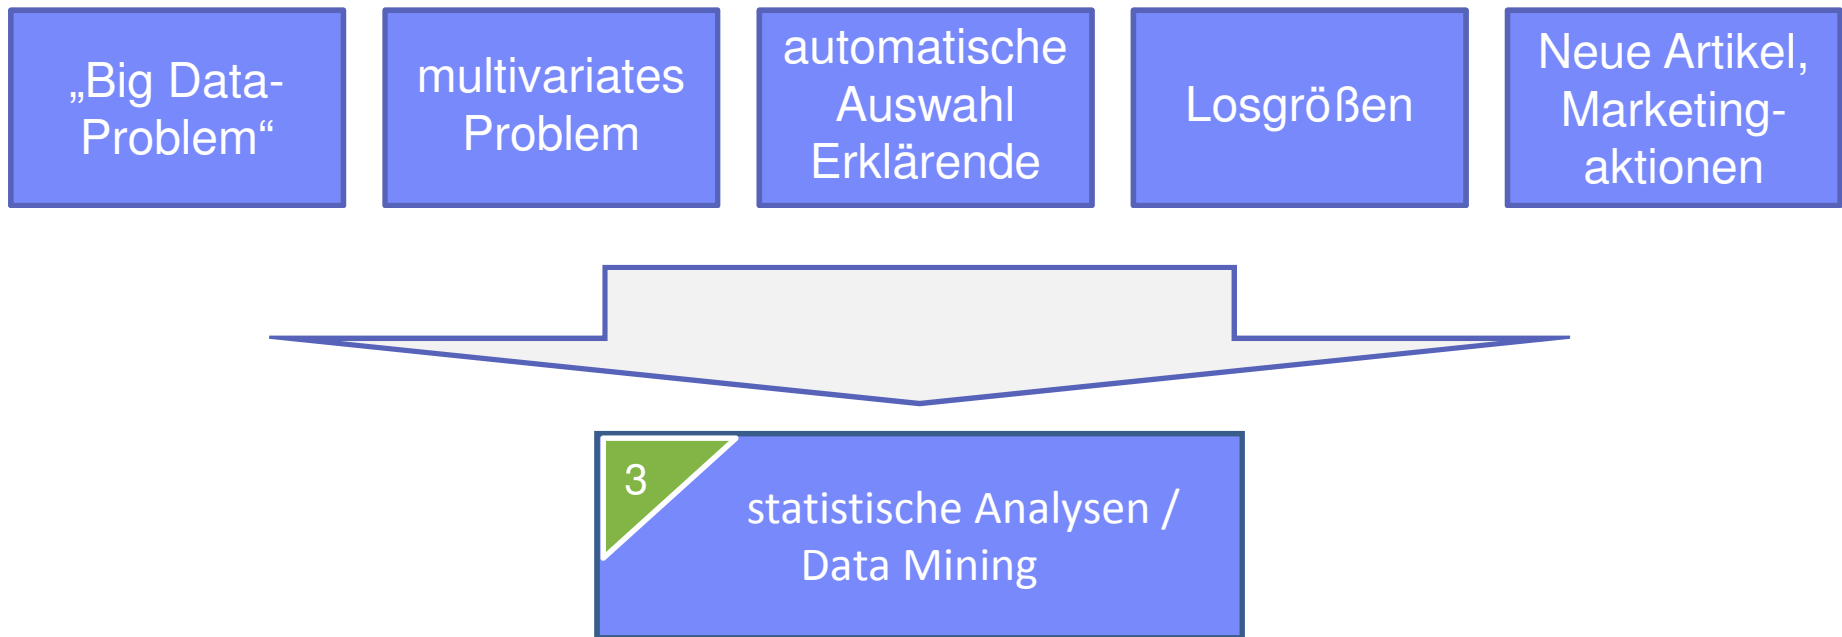 „Big Data-
Problem“
multivariates
Problem
automatische
Auswahl
Erklärende
Losgrößen
Neue Artikel,
Marketing-
aktionen
3
statistische Analysen /
Data Mining